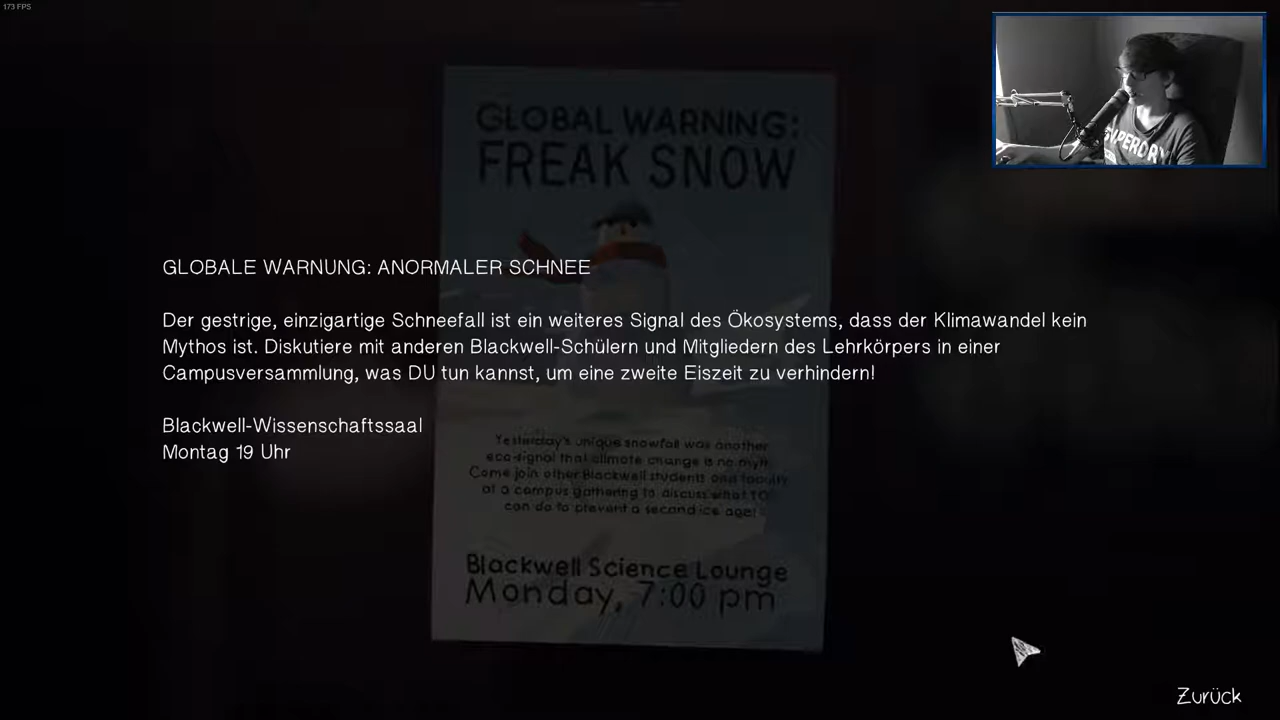 173 FPS
GLOBAL WARNING:
FREAK SNOW
SUPERDRY
GLOBALE WARNUNG: ANORMALER SCHNEE
Der gestrige, einzigartige Schneefall ist ein weiteres Signal des Ökosystems, dass der Klimawandel kein
Mythos ist. Diskutiere mit anderen Blackwell-Schülern und Mitgliedern des Lehrkörpers in einer
Campusversammlung, was DU tun kannst, um eine zweite Eiszeit zu verhindern!
Blackwell-Wissenschaftssaal
Montag 19 Uhr
Yesterday's unique snowfall was another
eco-signal that climate change is no myth.
Come join other Blackwell students and faculty
at a campus gathering to discuss what YO
can do to prevent a second ice age!
Blackwell Science Lounge
Monday, 7:00 pm
Zurück